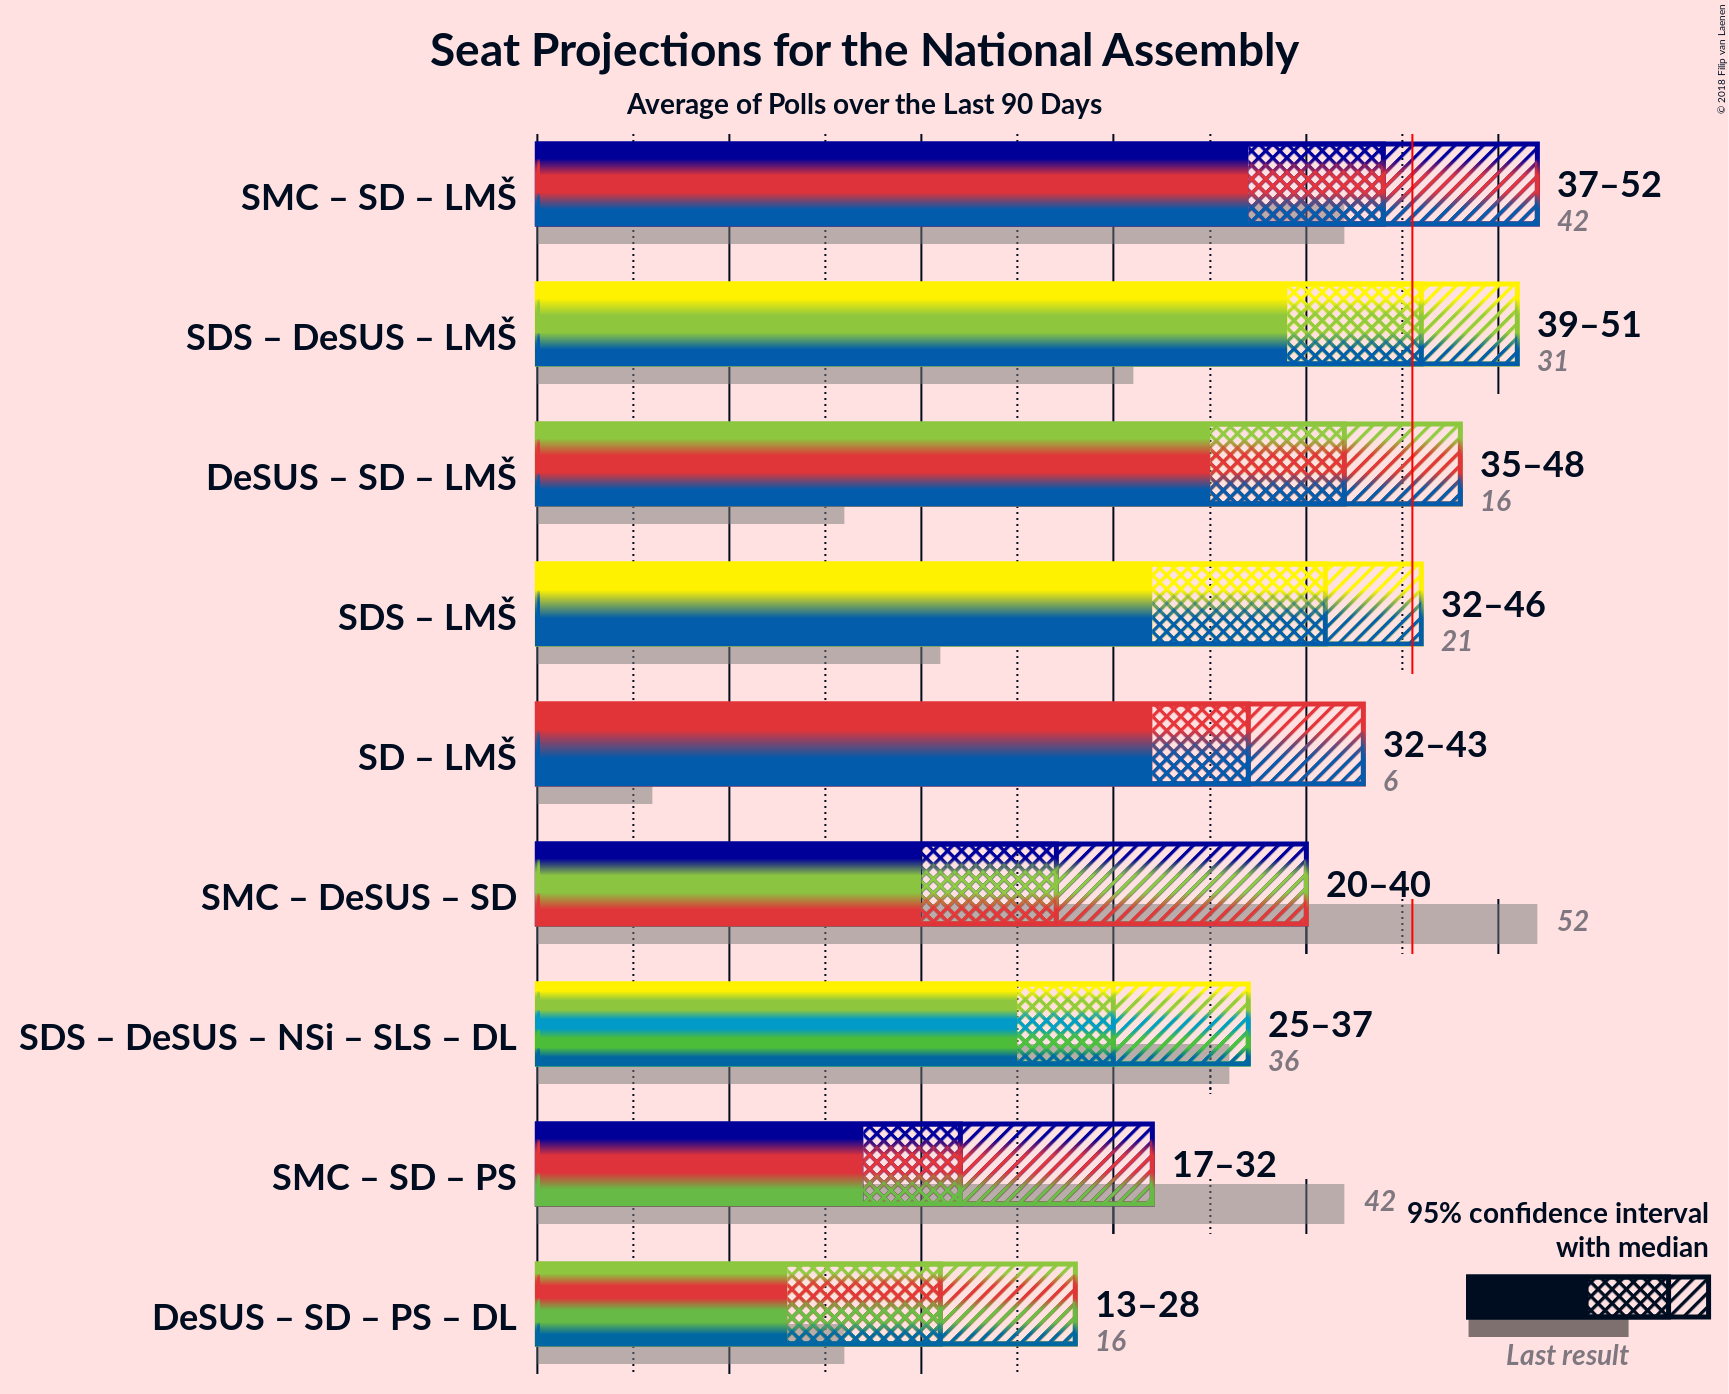 Seat Projections for the National Assembly
Average of Polls over the Last 90 Days
© 2018 Filip van Laenen
SMC – SD – LMŠ
37–52
42
SDS – DeSUS – LMŠ
39–51
31
DeSUS – SD – LMŠ
35–48
16
SDS – LMŠ
32–46
21
SD – LMŠ
32–43
6
SMC – DeSUS – SD
20–40
52
SDS – DeSUS – NSi – SLS – DL
25–37
36
SMC – SD – PS
17–32
42
DeSUS – SD – PS – DL
13–28
16
95% confidence interval
with median
Last result